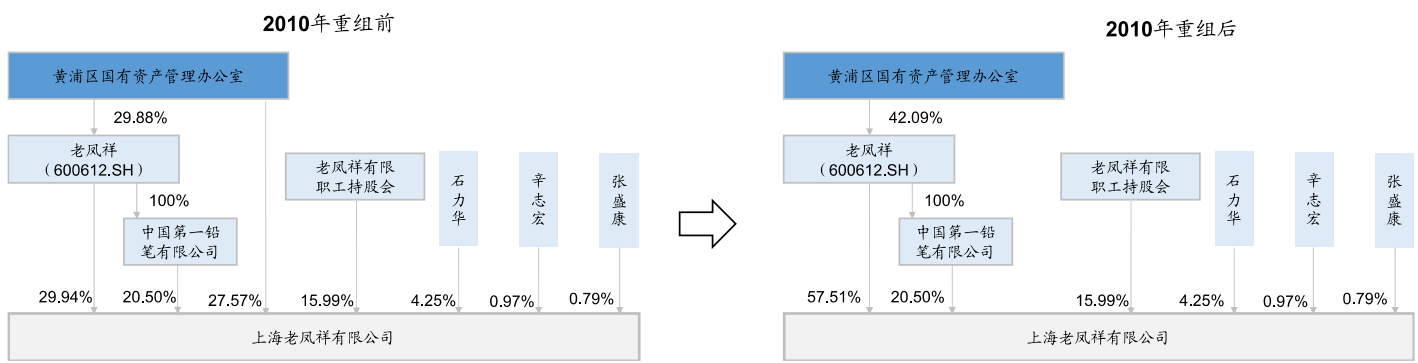 2010年重组前
黄浦区国有资产管理办公室
29.88%
老凤祥
（600612.SH）
老凤祥有限
职工持股会
石力华
辛志宏
张盛康
100%
中国第一铅
笔有限公司
29.94%
20.50%
27.57%
15.99%
4.25%
0.97%
0.79%
上海老凤祥有限公司
2010年重组后
黄浦区国有资产管理办公室
42.09%
老凤祥
（600612.SH）
老凤祥有限
职工持股会
石力华
辛志宏
张盛康
100%
中国第一铅
笔有限公司
57.51%
20.50%
15.99%
4.25%
0.97%
0.79%
上海老凤祥有限公司